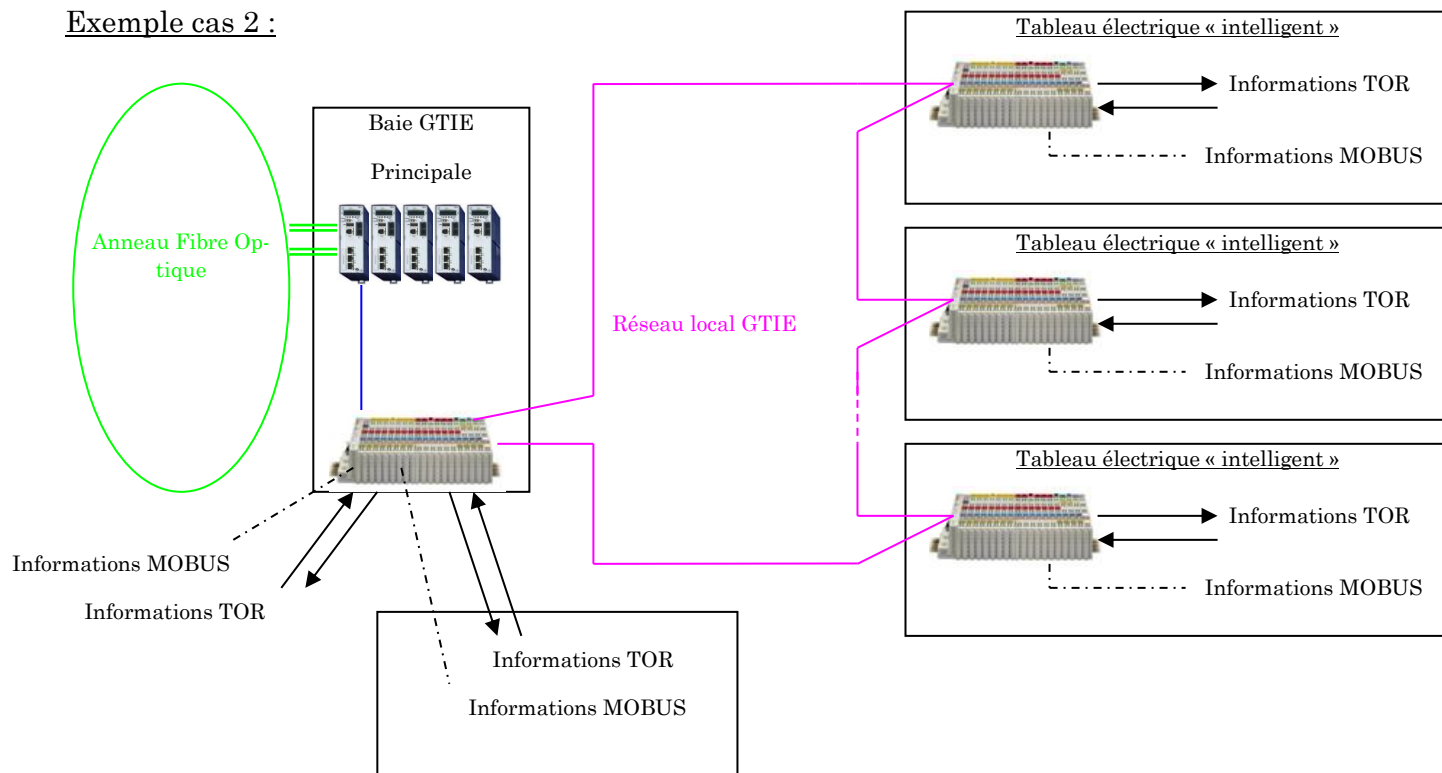 Exemple cas 2 :
Tableau électrique « intelligent »
Informations TOR
Informations MOBUS
Baie GTIE
Principale
Anneau Fibre Op-
tique
Réseau local GTIE
Tableau électrique « intelligent »
Informations TOR
Informations MOBUS
Tableau électrique « intelligent »
Informations TOR
Informations MOBUS
Informations MOBUS
Informations TOR
Informations TOR
Informations MOBUS